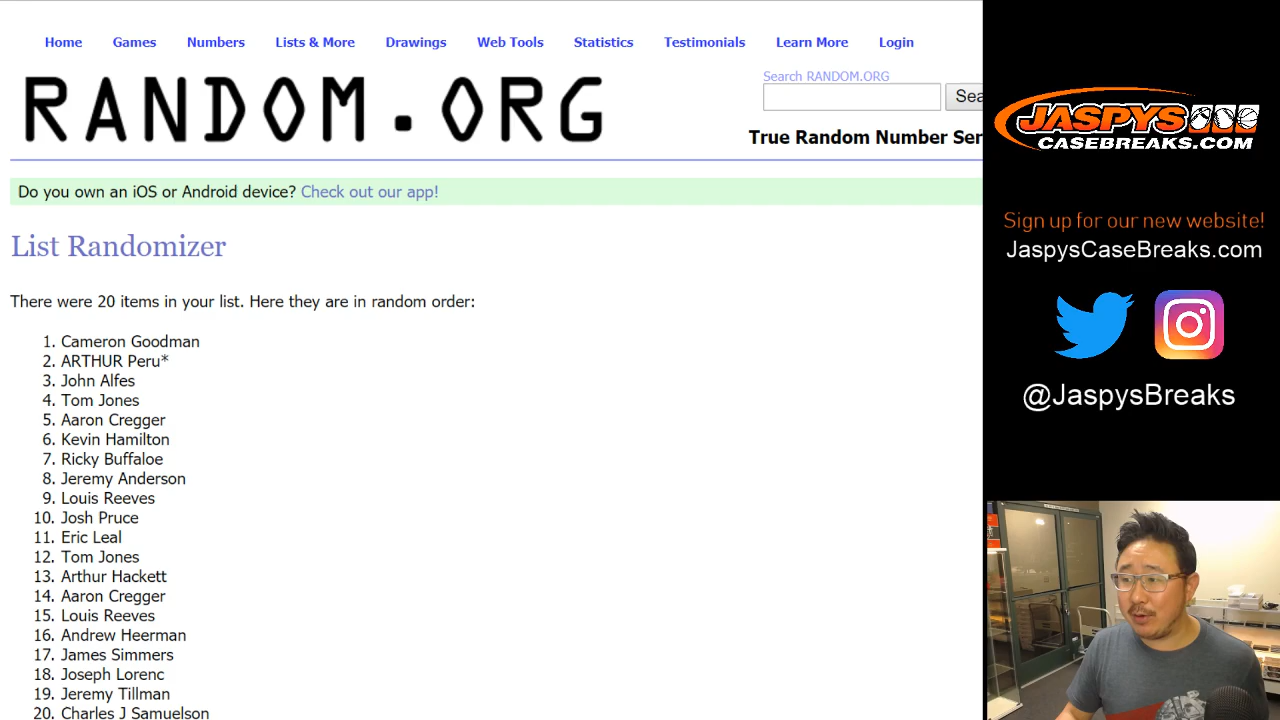 Home Games Numbers Lists & More Drawings Web Tools Statistics Testimonials Learn More Login
RANDOM.ORG
Search RANDOM.ORG
Sea
True Random Number Ser
Do you own an iOS or Android device? Check out our app!
List Randomizer
There were 20 items in your list. Here they are in random order:
1. Cameron Goodman
2. ARTHUR Peru*
3. John Alfes
4. Tom Jones
5. Aaron Cregger
6. Kevin Hamilton
7. Ricky Buffaloe
8. Jeremy Anderson
9. Louis Reeves
10. Josh Pruce
11. Eric Leal
12. Tom Jones
13. Arthur Hackett
14. Aaron Cregger
15. Louis Reeves
16. Andrew Heerman
17. James Simmers
18. Joseph Lorenc
19. Jeremy Tillman
20. Charles J Samuelson
JASPYS
CASEBREAKS.COM
Sign up for our new website!
JaspysCaseBreaks.com
@JaspysBreaks